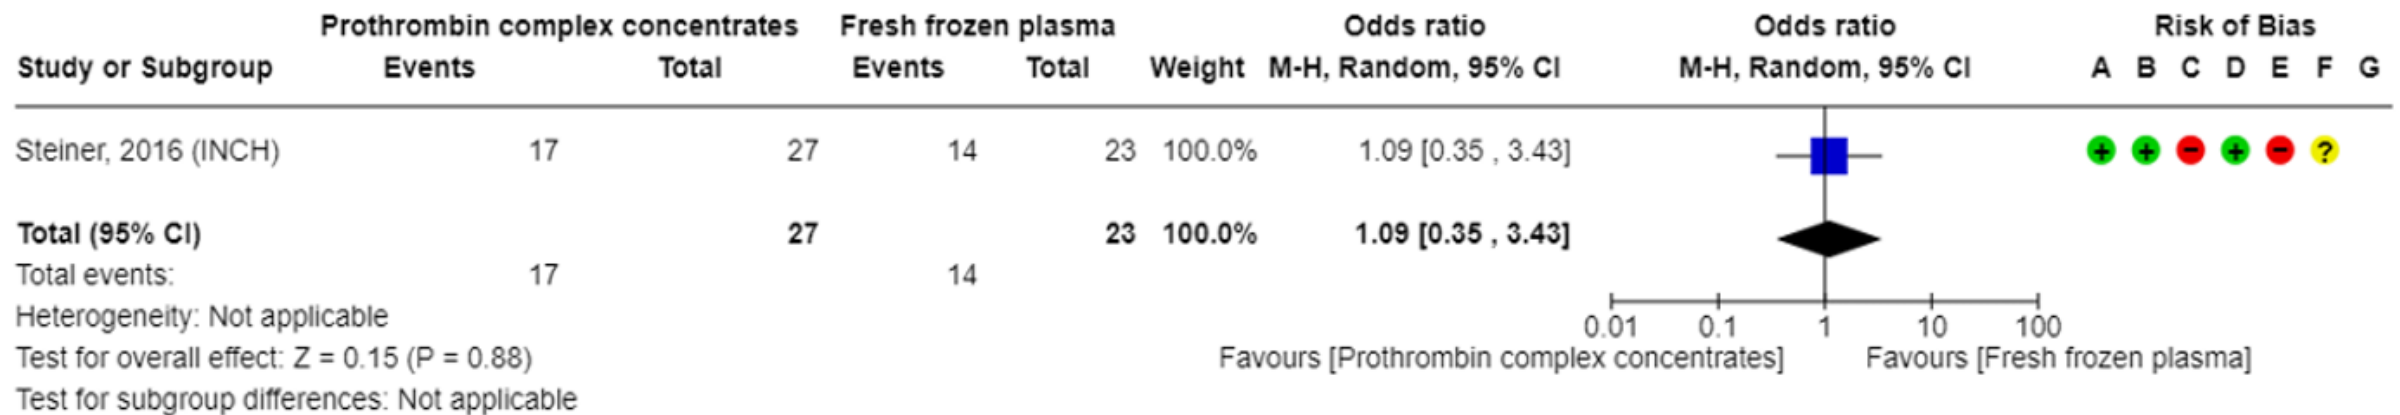 Prothrombin complex concentrates Fresh frozen plasma Odds ratio Odds ratio Risk of Bias
Study or Subgroup Events Total Events Total Weight M-H, Random, 95% CI M-H, Random, 95% CI A B C D E F G
Steiner, 2016 (INCH) 17 27 14 23 100.0% 1.09 [0.35 , 3.43] + + - + - ?
Total (95% CI) 27 23 100.0% 1.09 [0.35 , 3.43]
Total events: 17 14
Heterogeneity: Not applicable
0.01 0.1 1 10 100
Test for overall effect: Z = 0.15 (P = 0.88) Favours [Prothrombin complex concentrates] Favours [Fresh frozen plasma]
Test for subgroup differences: Not applicable